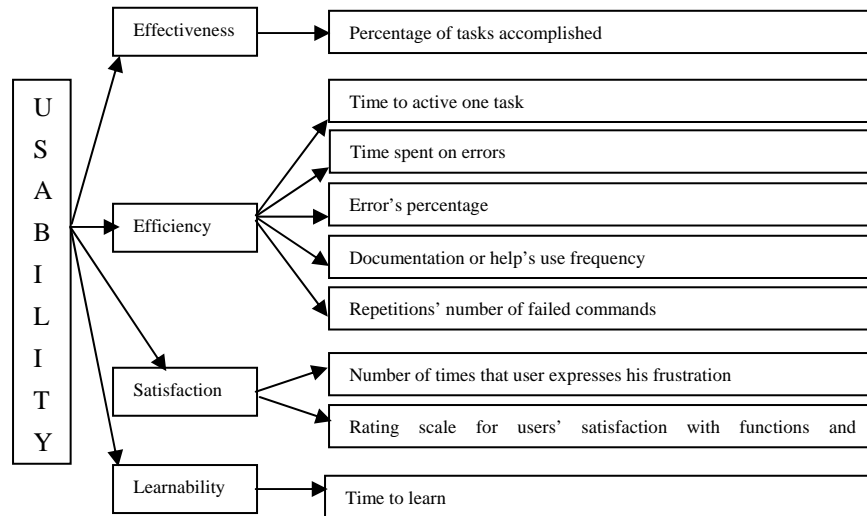 USABILITY
Effectiveness
Percentage of tasks accomplished
Efficiency
Time to active one task
Time spent on errors
Error's percentage
Documentation or help's use frequency
Repetitions' number of failed commands
Satisfaction
Number of times that user expresses his frustration
Rating scale for users' satisfaction with functions and
Learnability
Time to learn